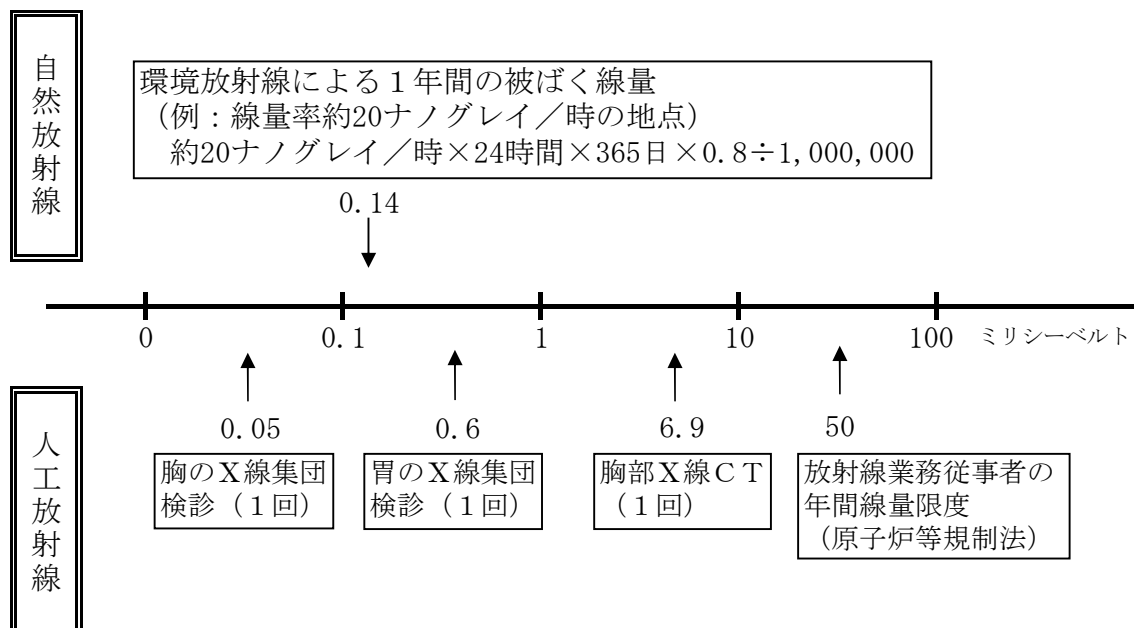 自然放射線
環境放射線による１年間の被ばく線量
（例：線量率約20ナノグレイ／時の地点）
約20ナノグレイ／時×24時間×365日×0.8÷1,000,000
0.14
0
0.1
1
10
100
ミリシーベルト
人工放射線
0.05
胸のＸ線集団
検診（１回）
0.6
胃のＸ線集団
検診（１回）
6.9
胸部Ｘ線ＣＴ
（１回）
50
放射線業務従事者の
年間線量限度
（原子炉等規制法）